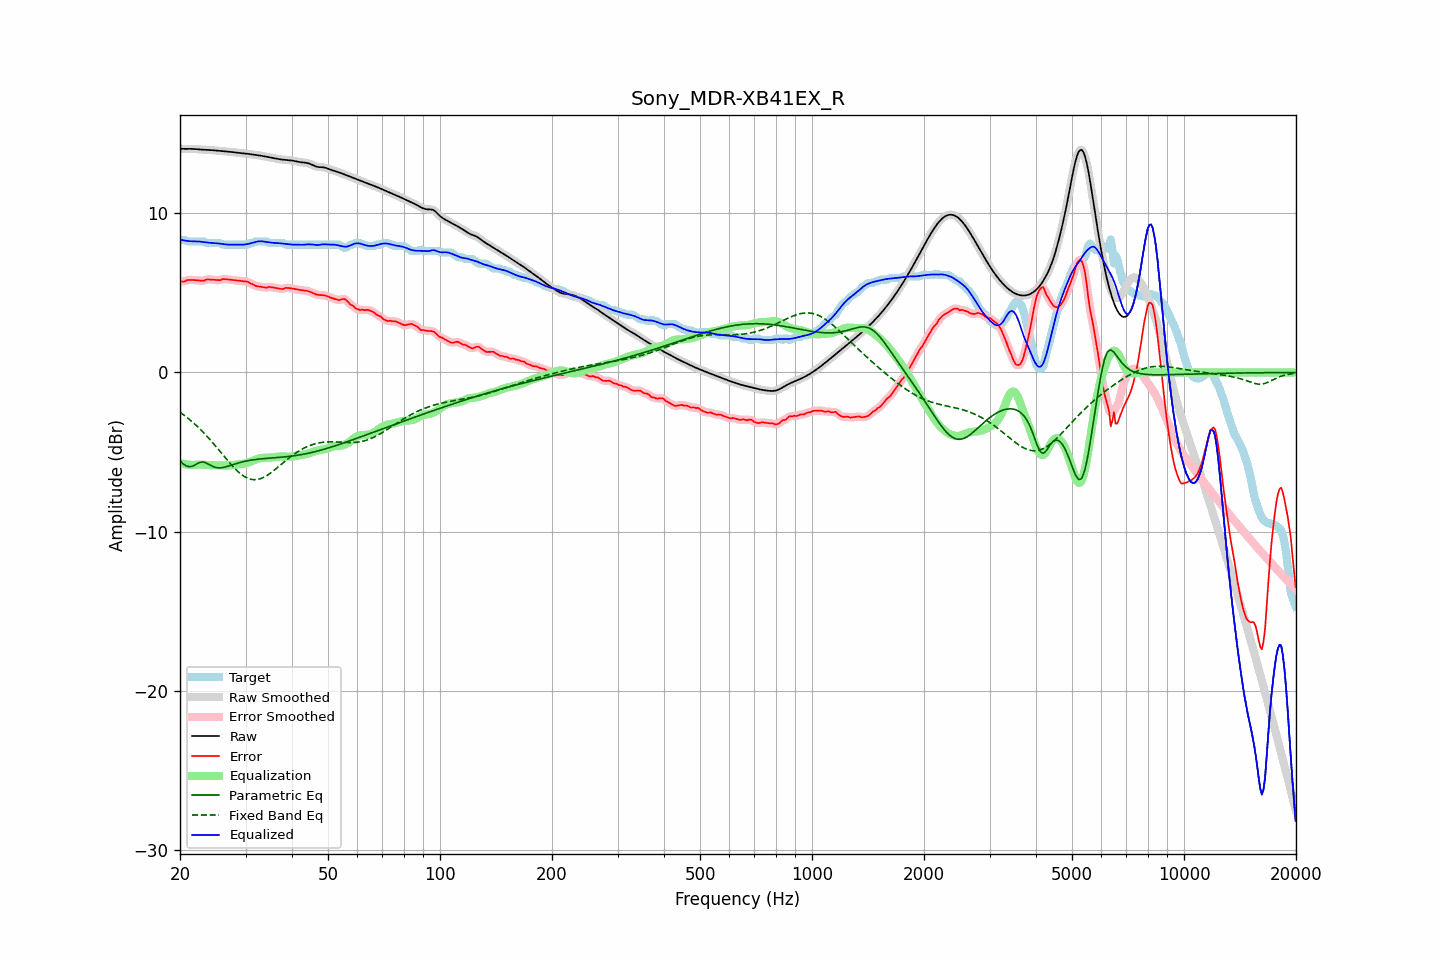 Sony_MDR-XB41EX_R
Amplitude (dBr)
10
0
−10
−20
−30
Target
Raw Smoothed
Error Smoothed
Raw
Error
Equalization
Parametric Eq
Fixed Band Eq
Equalized
20 50 100 200 500 1000 2000 5000 10000 20000
Frequency (Hz)